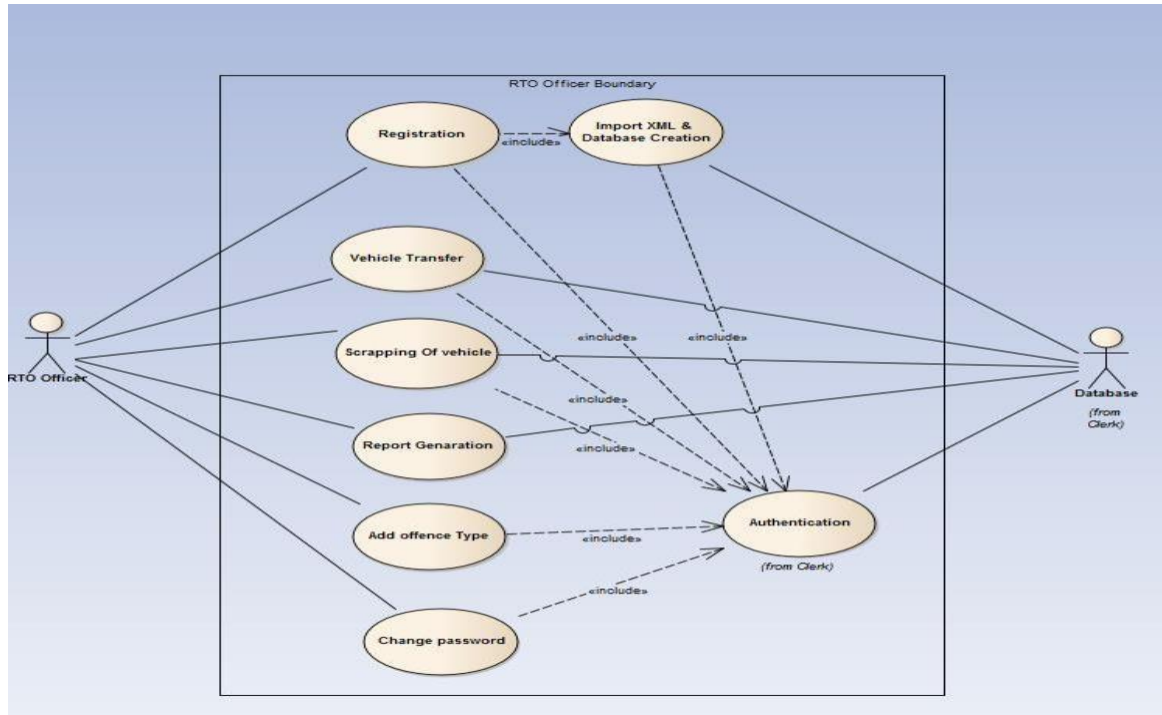 RTO Officer Boundary
Registration
«include»
Import XML &
Database Creation
Vehicle Transfer
«include»
«include»
Scrapping Of vehicle
RTO Officer
Database
(from
Clerk)
«include»
Report Genaration
«include»
Authentication
(from Clerk)
Add offence Type
«include»
«include»
Change password